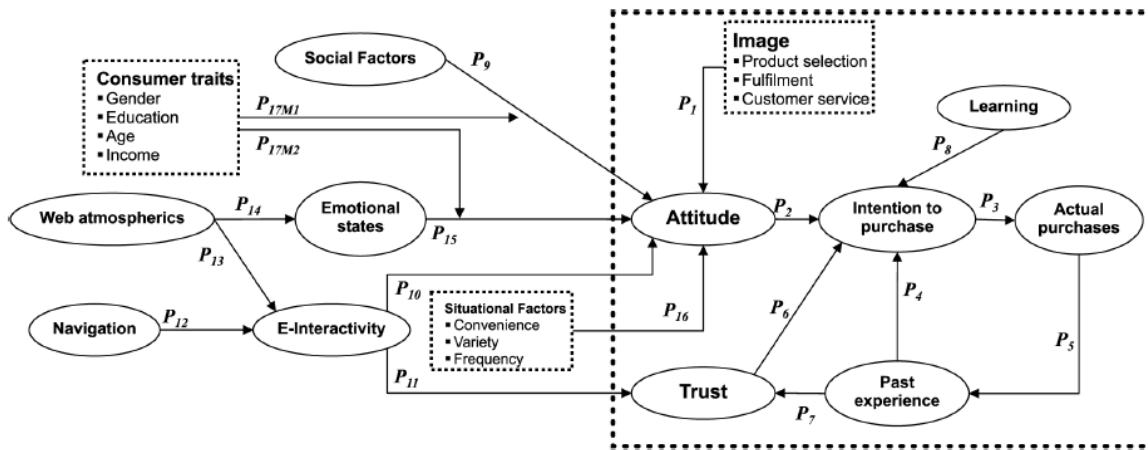 Social Factors
P9
Image
▪ Product selection
▪ Fulfilment
▪ Customer service
Consumer traits
▪ Gender
▪ Education
▪ Age
▪ Income
P17M1
P17M2
P1
Learning
P8
Web atmospherics
P14
Emotional
states
P15
Attitude
P2
Intention to
purchase
P3
Actual
purchases
P13
Navigation
P12
E-Interactivity
P10
Situational Factors
▪ Convenience
▪ Variety
▪ Frequency
P16
P6
P4
P5
P11
Trust
P7
Past
experience